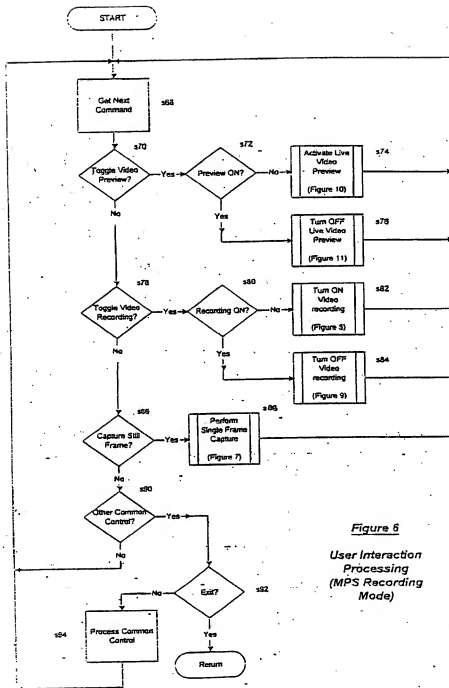 START
Get Next
Command
s68
s70
Toggle Video
Preview?
Yes
s72
Preview ON?
No
Activate Live
Video
Preview
(Figure 10)
s74
No
Yes
Turn OFF
Live Video
Preview
(Figure 11)
s76
s78
Toggle Video
Recording?
Yes
s80
Recording ON?
No
Turn ON
Video
recording
(Figure 8)
s82
No
Yes
Turn OFF
Video
recording
(Figure 9)
s84
s86
Capture Still
Frame?
Yes
s88
Perform
Single Frame
Capture
(Figure 7)
No
s90
Other Common
Control?
Yes
No
Figure 6
User Interaction
Processing
(MPS Recording
Mode)
Exit?
s92
No
Yes
s94
Process Common
Control
Return